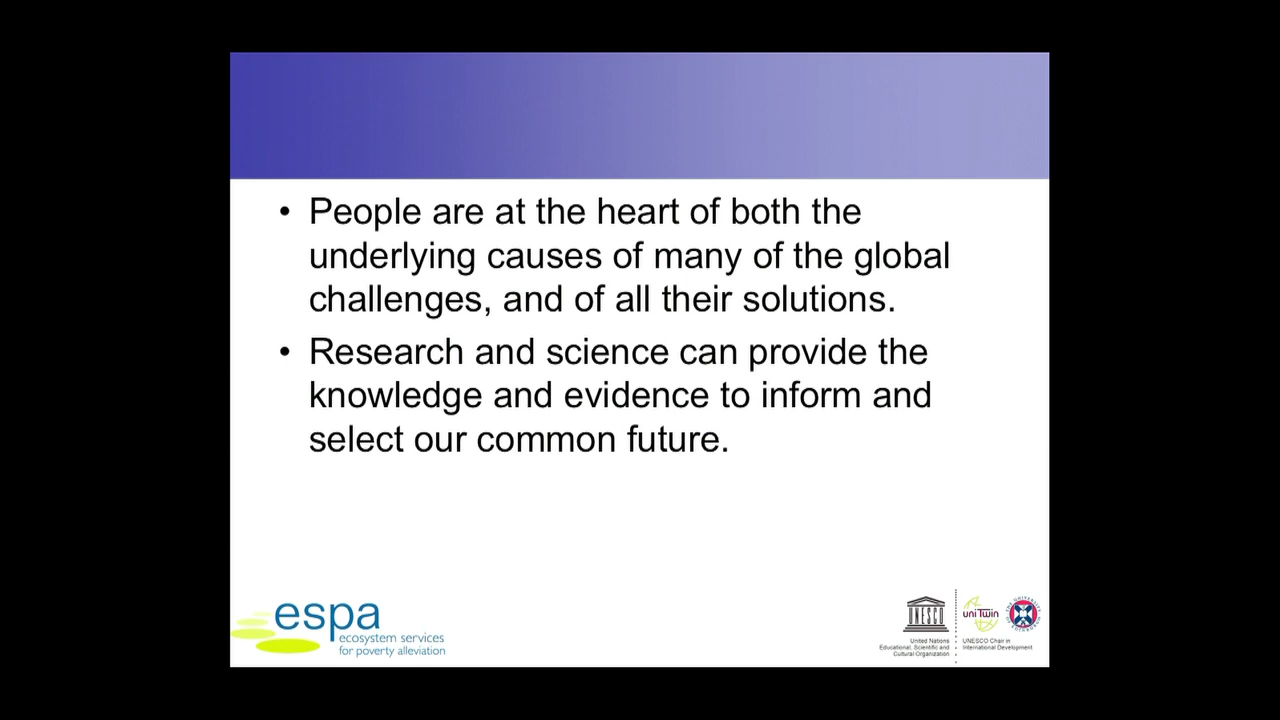 • People are at the heart of both the
underlying causes of many of the global
challenges, and of all their solutions.
• Research and science can provide the
knowledge and evidence to inform and
select our common future.
espa
ecosystem services
for poverty alleviation
UNESCO
United Nations
Educational, Scientific and
Cultural Organization
uniTwin
UNESCO Chair in
International Development